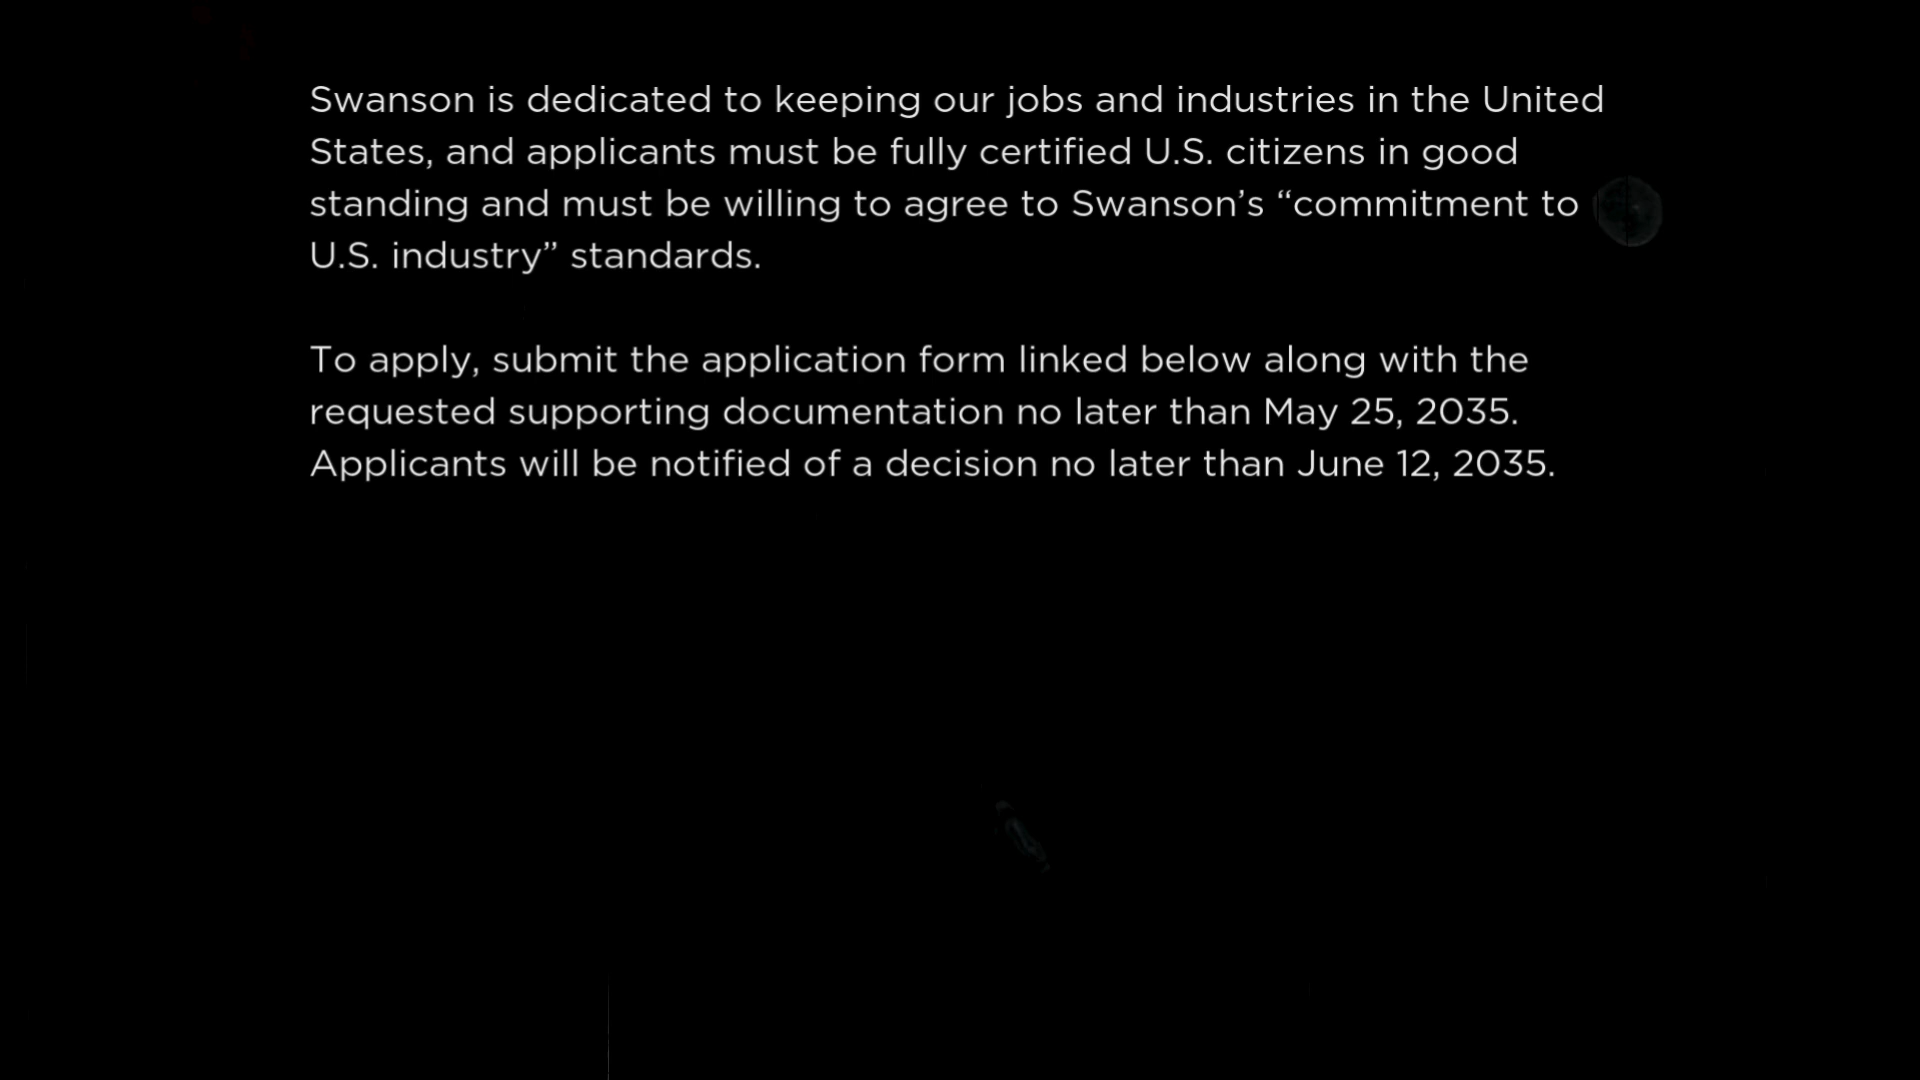 Swanson is dedicated to keeping our jobs and industries in the United
States, and applicants must be fully certified U.S. citizens in good
standing and must be willing to agree to Swanson’s “commitment to
U.S. industry” standards.
To apply, submit the application form linked below along with the
requested supporting documentation no later than May 25, 2035.
Applicants will be notified of a decision no later than June 12, 2035.